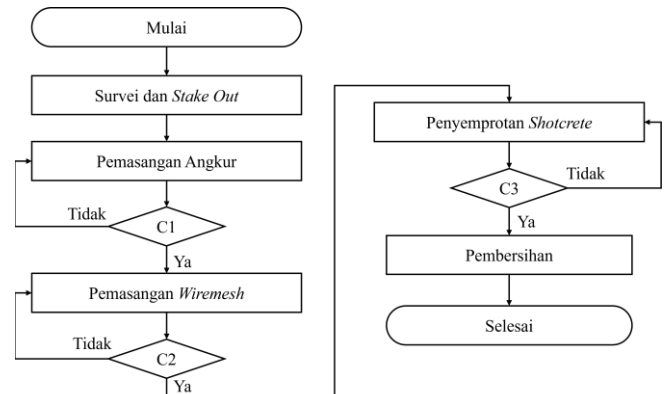 Mulai
Survei dan Stake Out
Pemasangan Angkur
Tidak
C1
Ya
Pemasangan Wiremesh
Tidak
C2
Ya
Penyemprotan Shotcrete
C3
Tidak
Ya
Pembersihan
Selesai